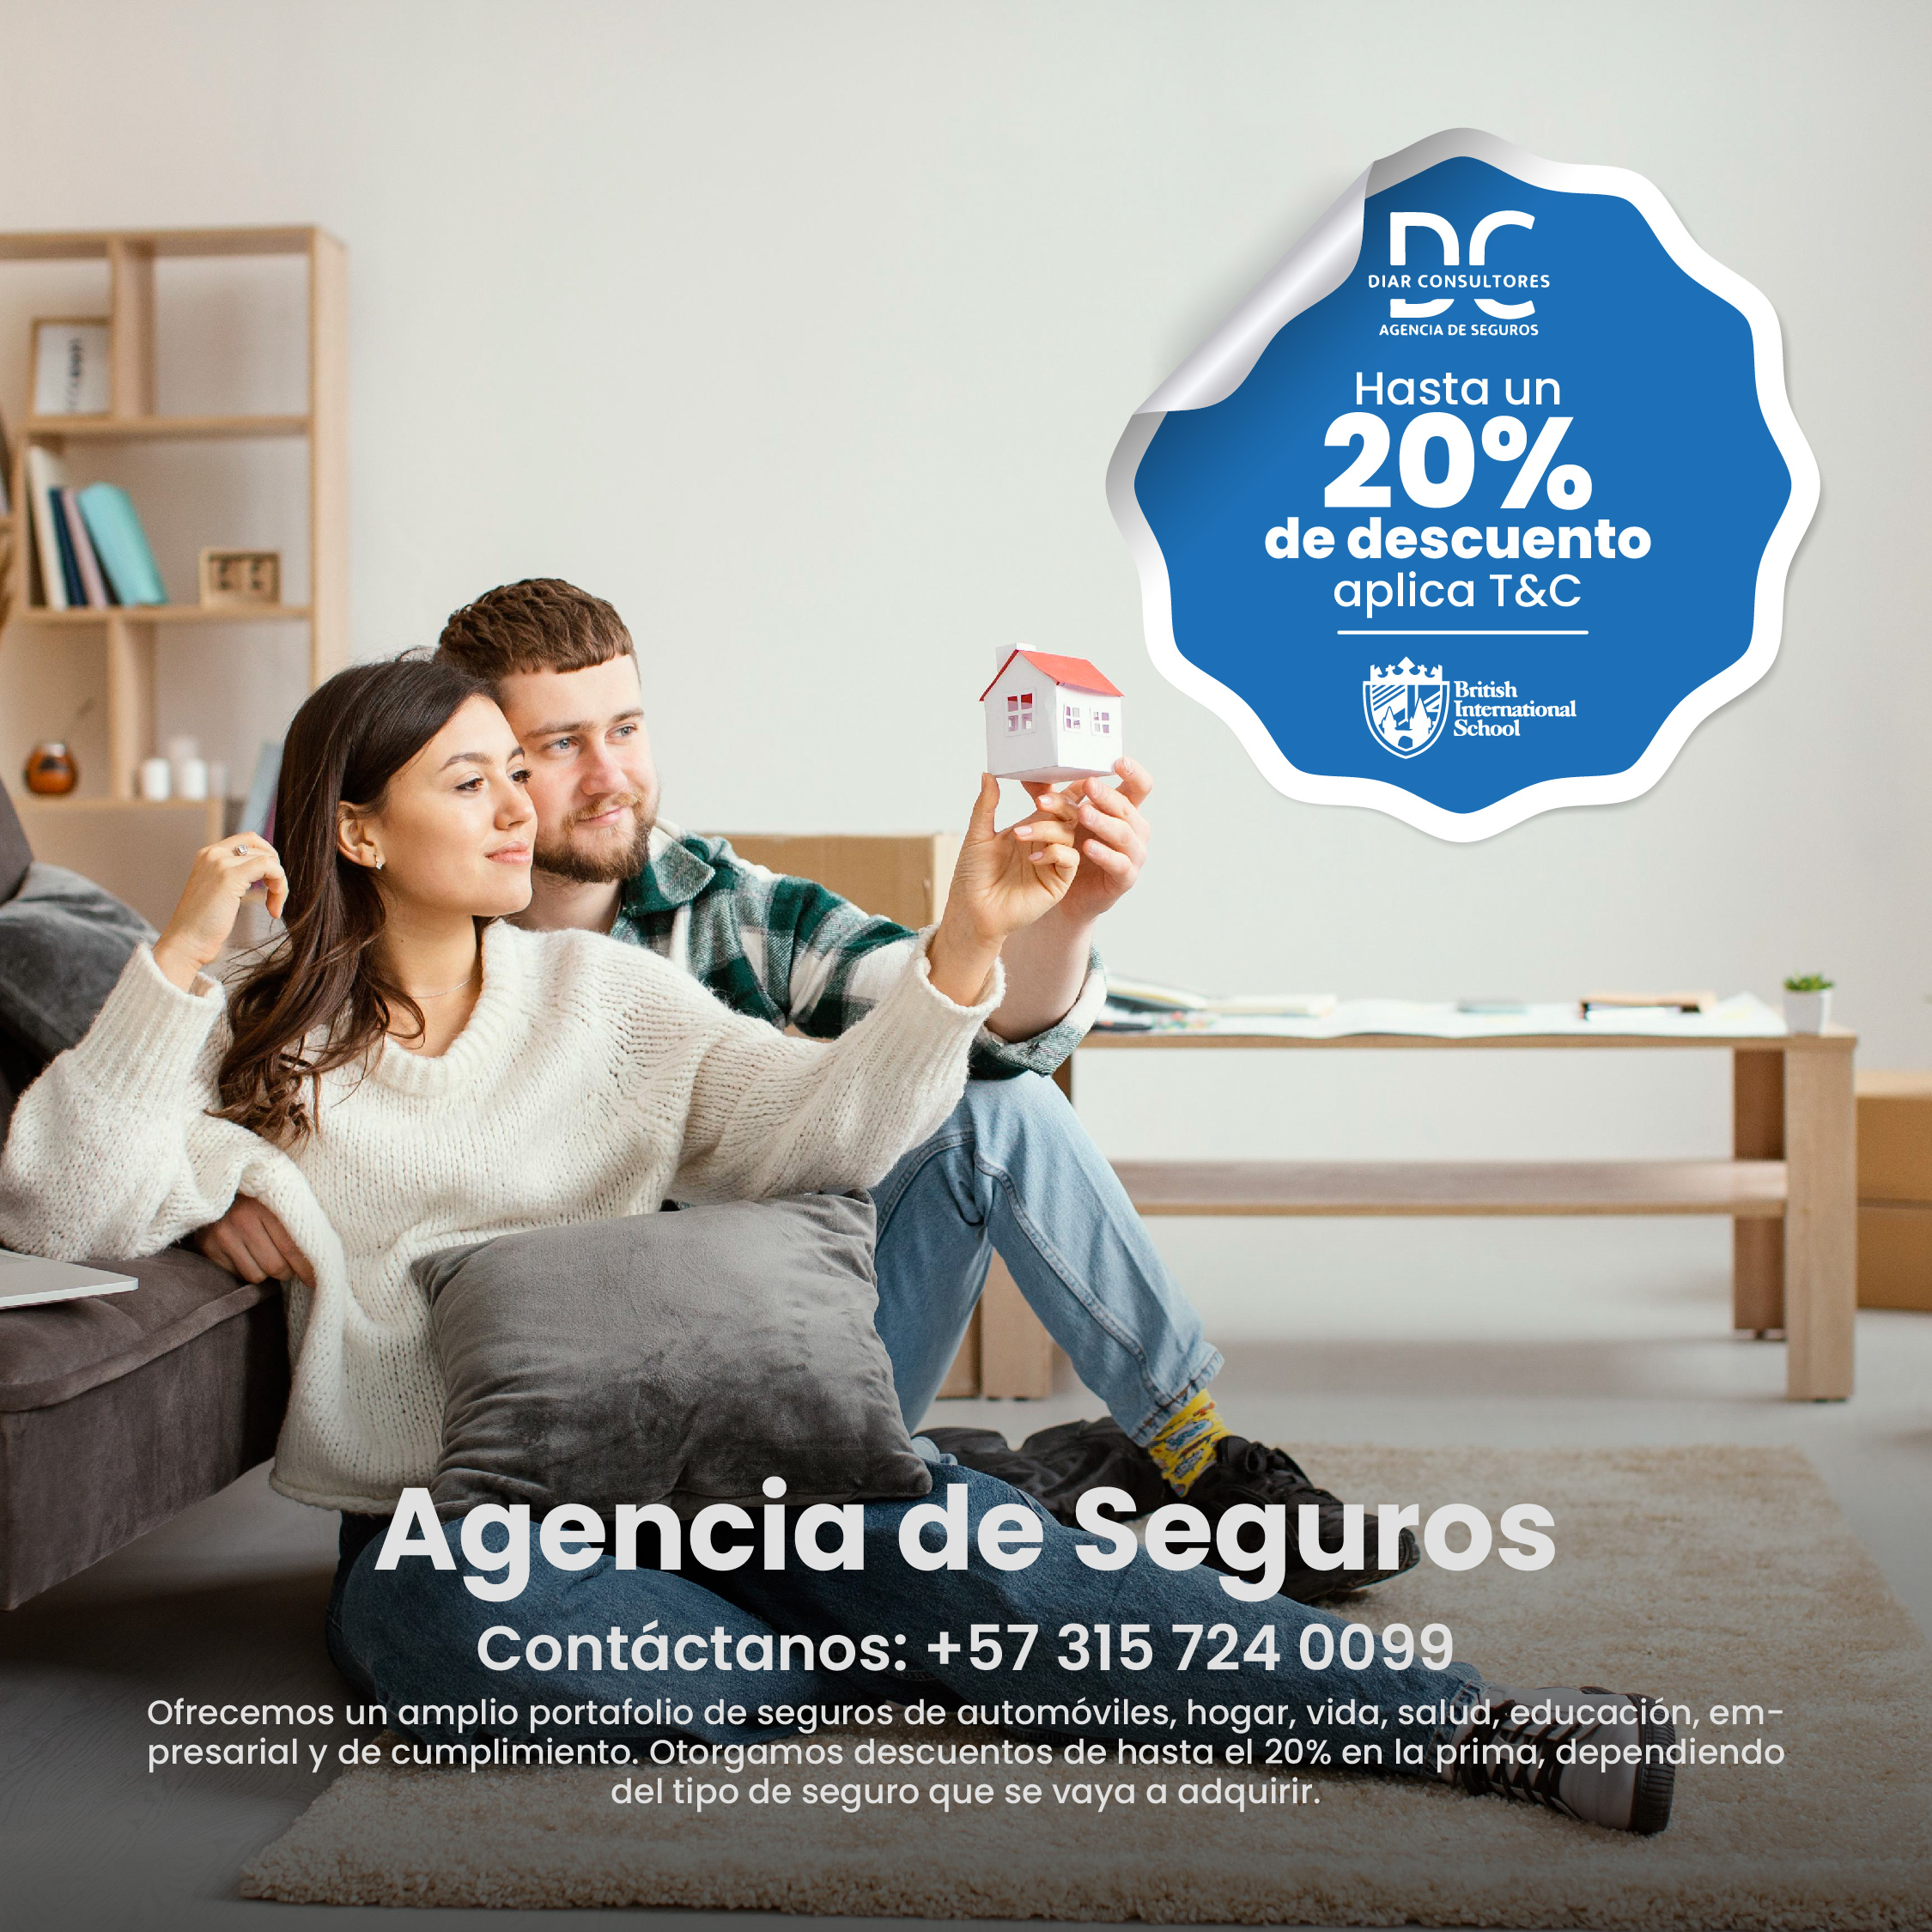 DC
DIAR CONSULTORES
AGENCIA DE SEGUROS
Hasta un
20%
de descuento
aplica T&C
British
International
School
Agencia de Seguros
Contáctanos: +57 315 724 0099
Ofrecemos un amplio portafolio de seguros de automóviles, hogar, vida, salud, educación, em-
presarial y de cumplimiento. Otorgamos descuentos de hasta el 20% en la prima, dependiendo
del tipo de seguro que se vaya a adquirir.